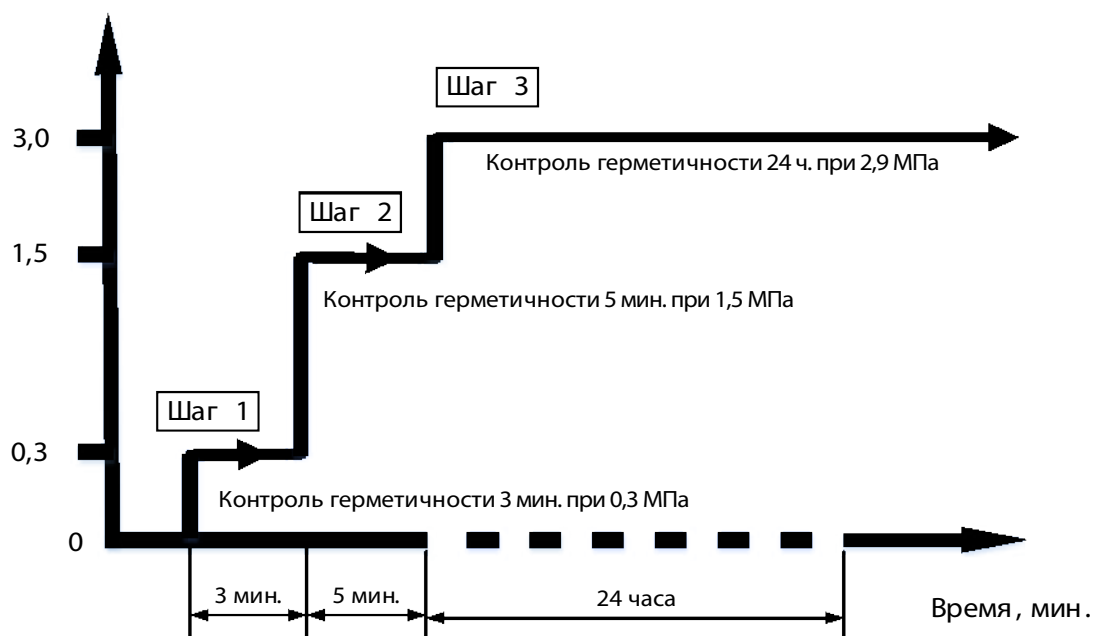 Шаг 3
3,0
Контроль герметичности 24 ч. при 2,9 МПа
Шаг 2
1,5
Контроль герметичности 5 мин. при 1,5 МПа
Шаг 1
0,3
Контроль герметичности 3 мин. при 0,3 МПа
0
3 мин.
5 мин.
24 часа
Время, мин.